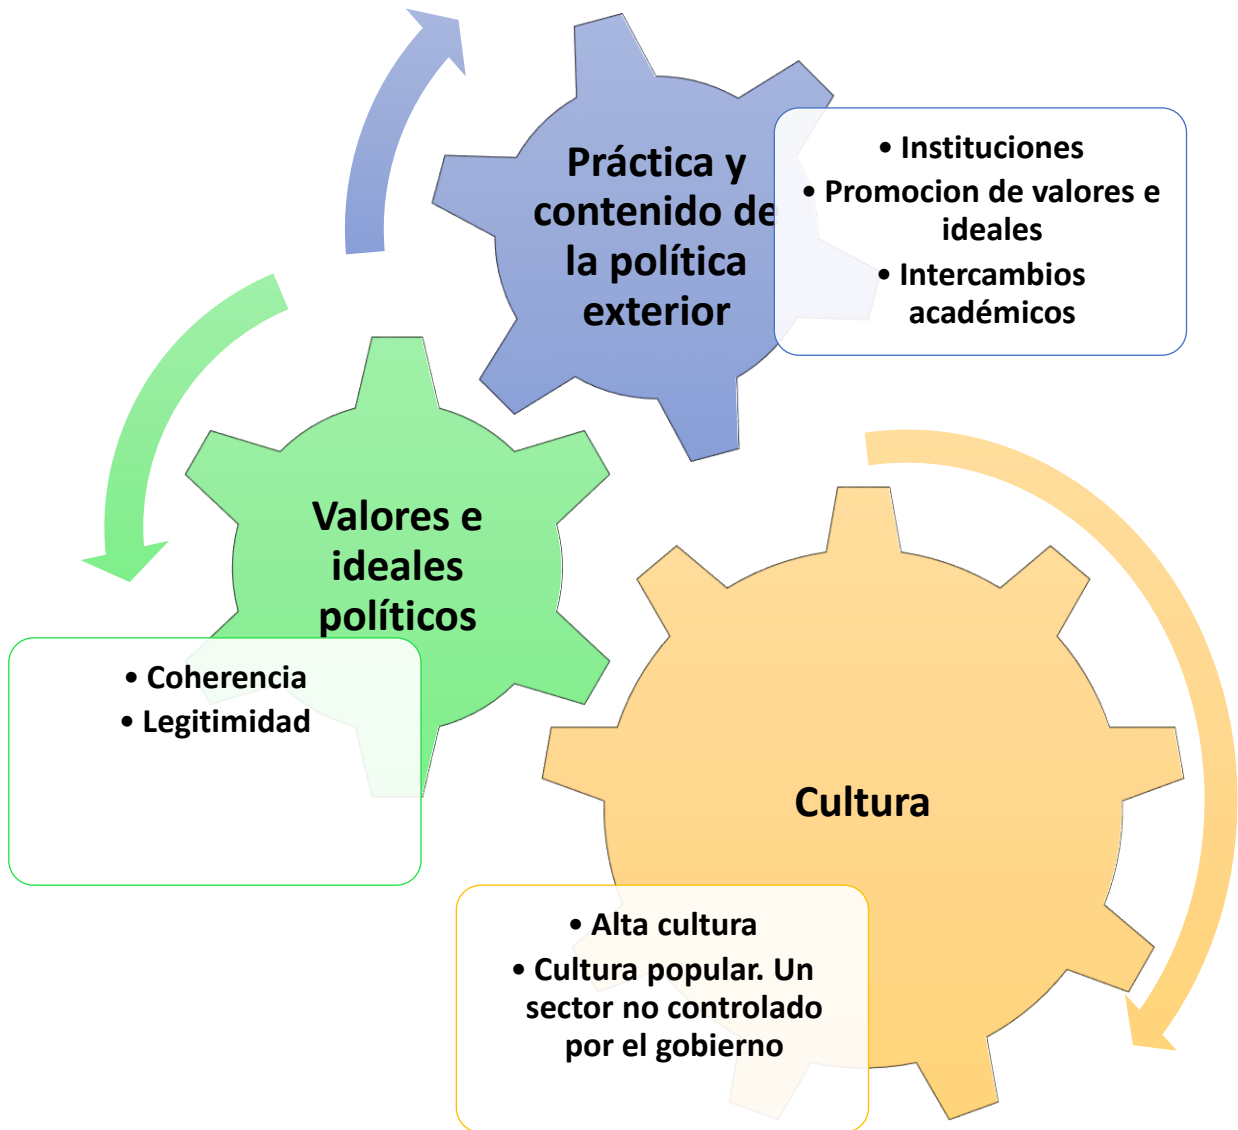 Práctica y
contenido de
la política
exterior
• Instituciones
• Promocion de valores e
ideales
• Intercambios
académicos
Valores e
ideales
políticos
• Coherencia
• Legitimidad
Cultura
• Alta cultura
• Cultura popular. Un
sector no controlado
por el gobierno